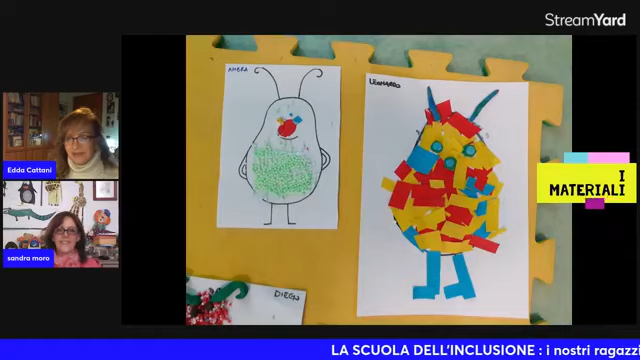 StreamYard
AMBRA
LEONARDO
DIEGO
Edda Cattani
sandra moro
I
MATERIALI
LA SCUOLA DELL'INCLUSIONE : i nostri ragazzi